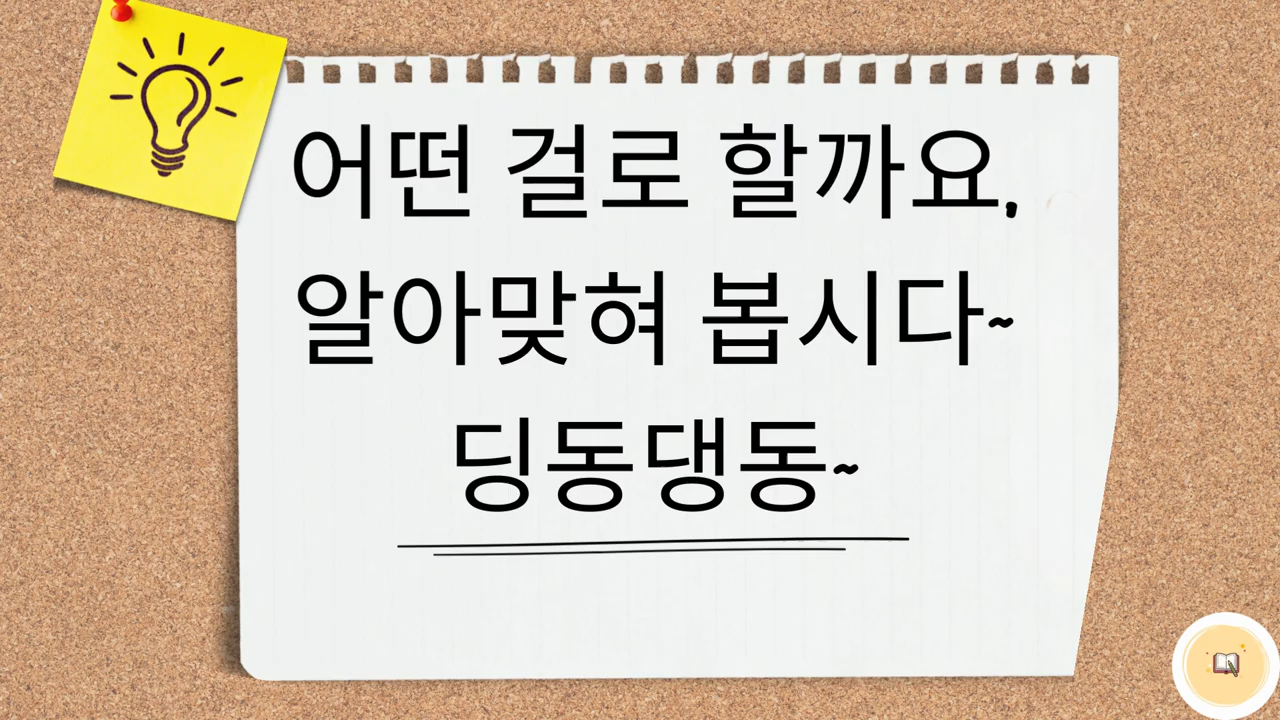 어떤 걸로 할까요,
알아맞혀 봅시다~
딩동댕동~